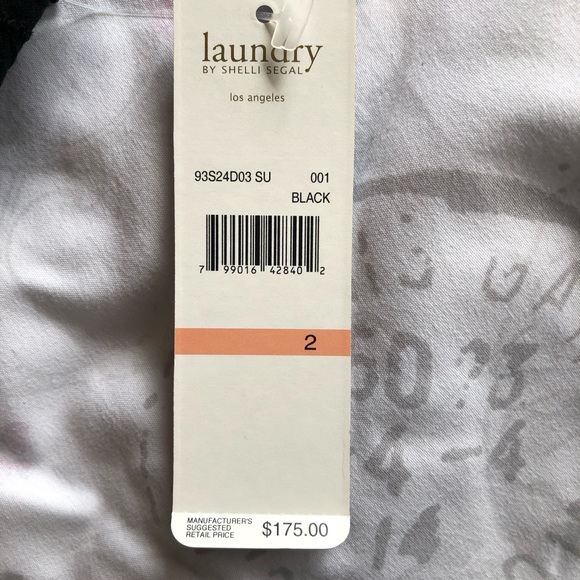 laundry
BY SHELLI SEGAL
los angeles
93S24D03 SU 001
BLACK
7 99016 42840 2
2
MANUFACTURER'S
SUGGESTED
RETAIL PRICE $175.00